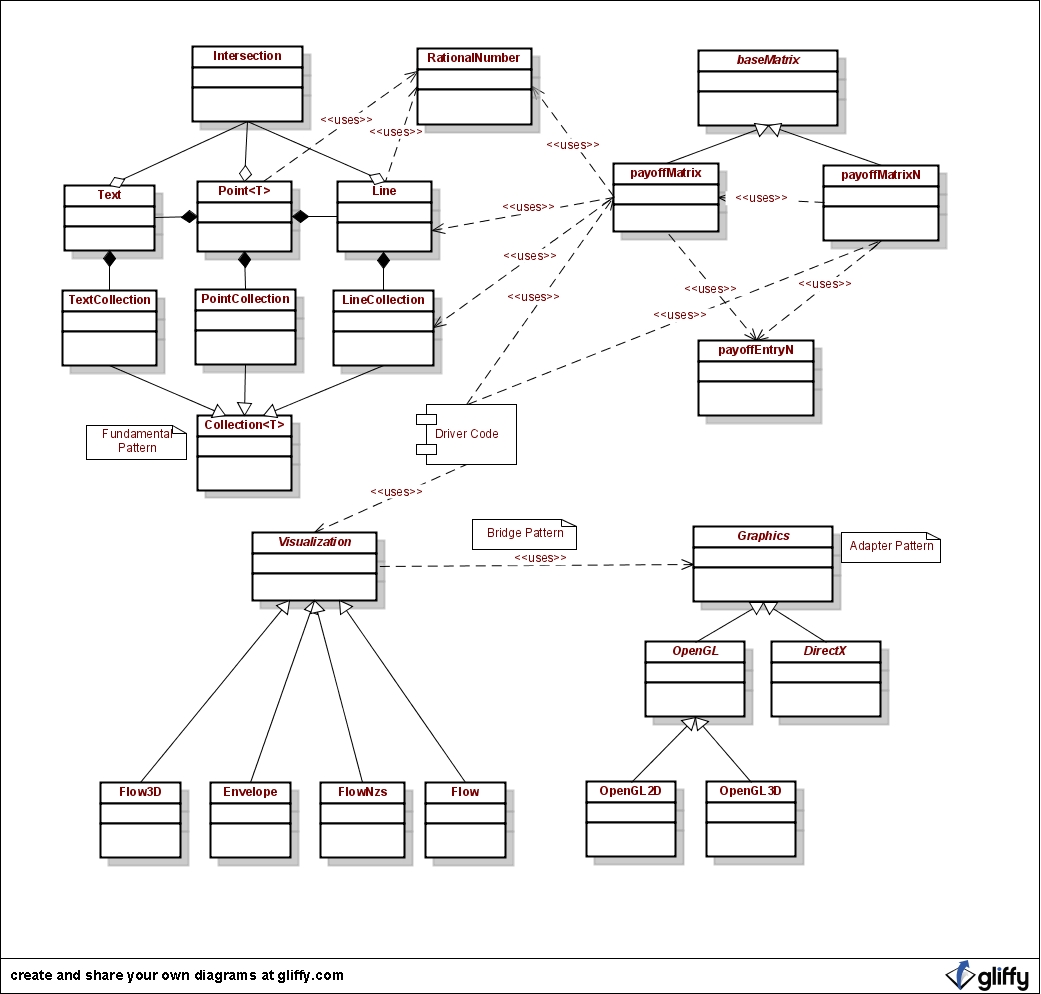 Intersection
RationalNumber
baseMatrix
<<uses>>
<<uses>>
<<uses>>
payoffMatrix
payoffMatrixN
Text
Point<T>
Line
<<uses>>
<<uses>>
<<uses>>
<<uses>>
<<uses>>
<<uses>>
TextCollection
PointCollection
LineCollection
<<uses>>
<<uses>>
payoffEntryN
Collection<T>
Fundamental
Pattern
Driver Code
<<uses>>
Visualization
Bridge Pattern
<<uses>>
Graphics
Adapter Pattern
OpenGL
DirectX
Flow3D
Envelope
FlowNzs
Flow
OpenGL2D
OpenGL3D
create and share your own diagrams at gliffy.com
gliffy